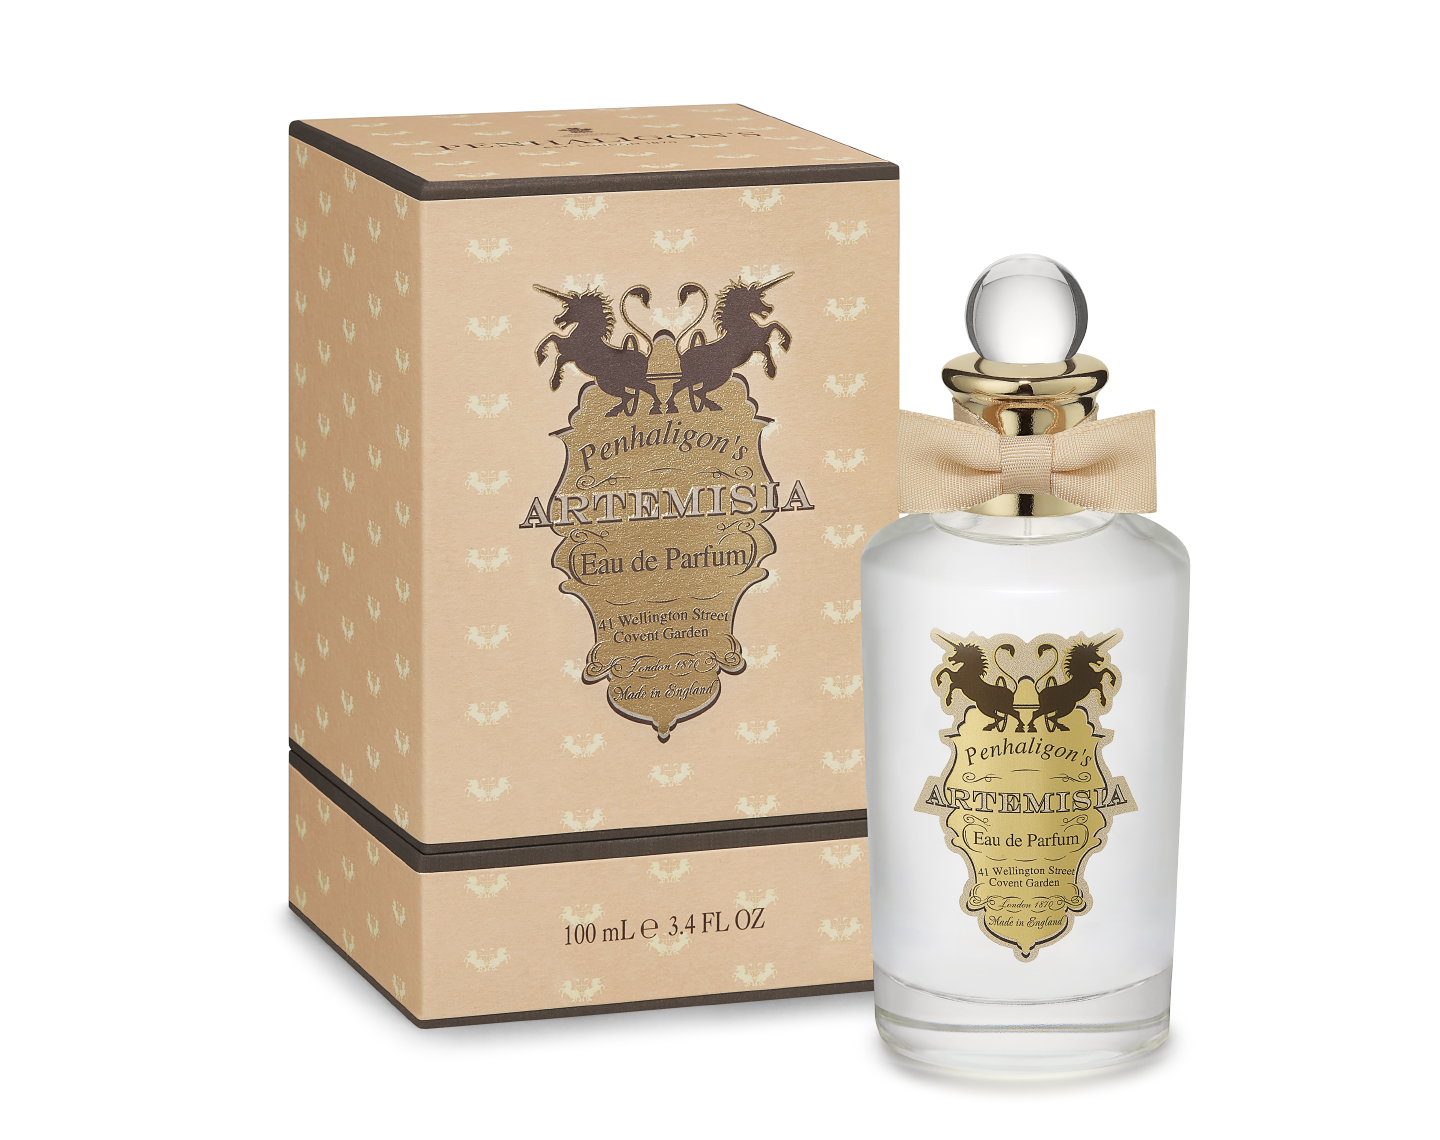 PENHALIGON'S
Penhaligon's
ARTEMISIA
Eau de Parfum
41 Wellington Street
Covent Garden
London 1870
Made in England
100 mL ℮ 3.4 FL OZ
Penhaligon's
ARTEMISIA
Eau de Parfum
41 Wellington Street
Covent Garden
London 1870
Made in England